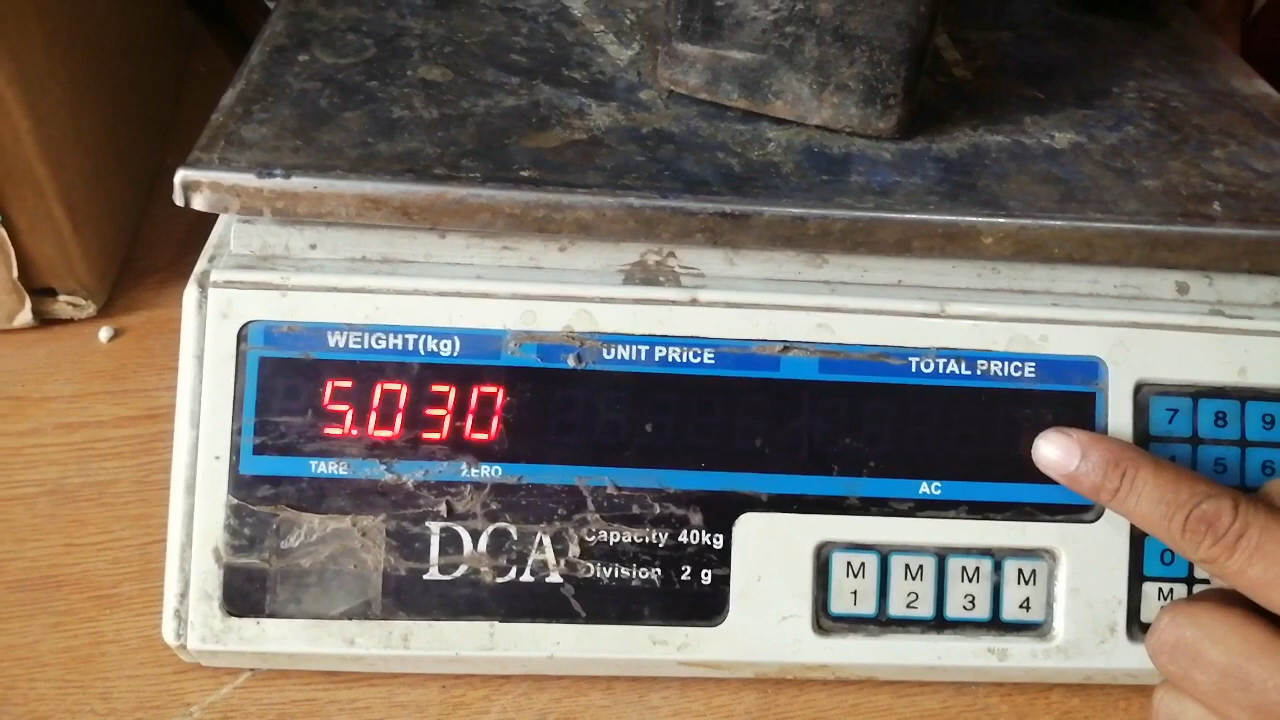 WEIGHT(kg) UNIT PRICE TOTAL PRICE
5.030
TARE ZERO AC
DCA
Capacity 40kg
Division 2 g
M 1 M 2 M 3 M 4
7 8 9
5 6
0
M